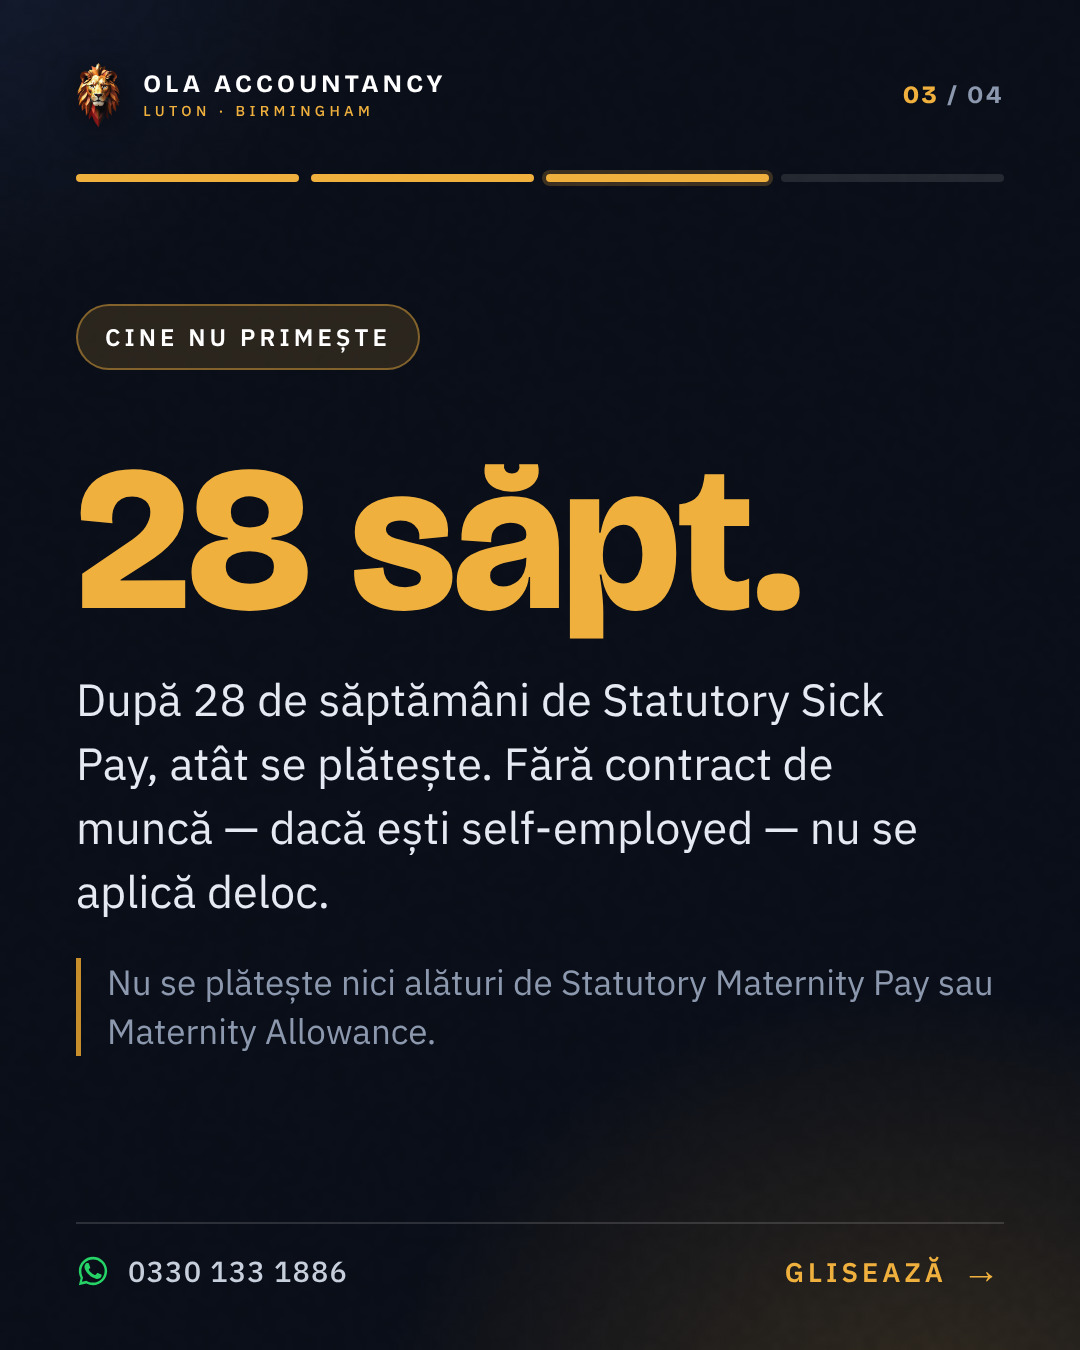 OLA ACCOUNTANCY
LUTON · BIRMINGHAM
03 / 04
CINE NU PRIMEȘTE
28 săpt.
După 28 de săptămâni de Statutory Sick
Pay, atât se plătește. Fără contract de
muncă — dacă ești self-employed — nu se
aplică deloc.
Nu se plătește nici alături de Statutory Maternity Pay sau
Maternity Allowance.
0330 133 1886
GLISEAZĂ →